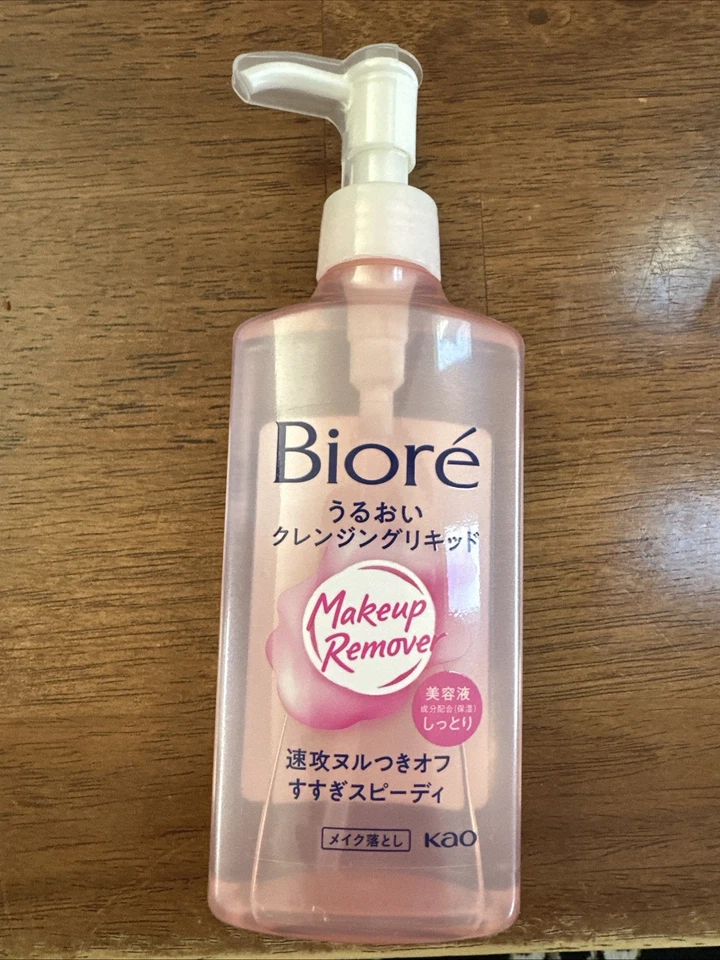 Bioré
うるおい
クレンジングリキッド
Makeup
Remover
美容液
成分配合(保湿)
しっとり
速攻ヌルつきオフ
すすぎスピーディ
メイク落とし Kao